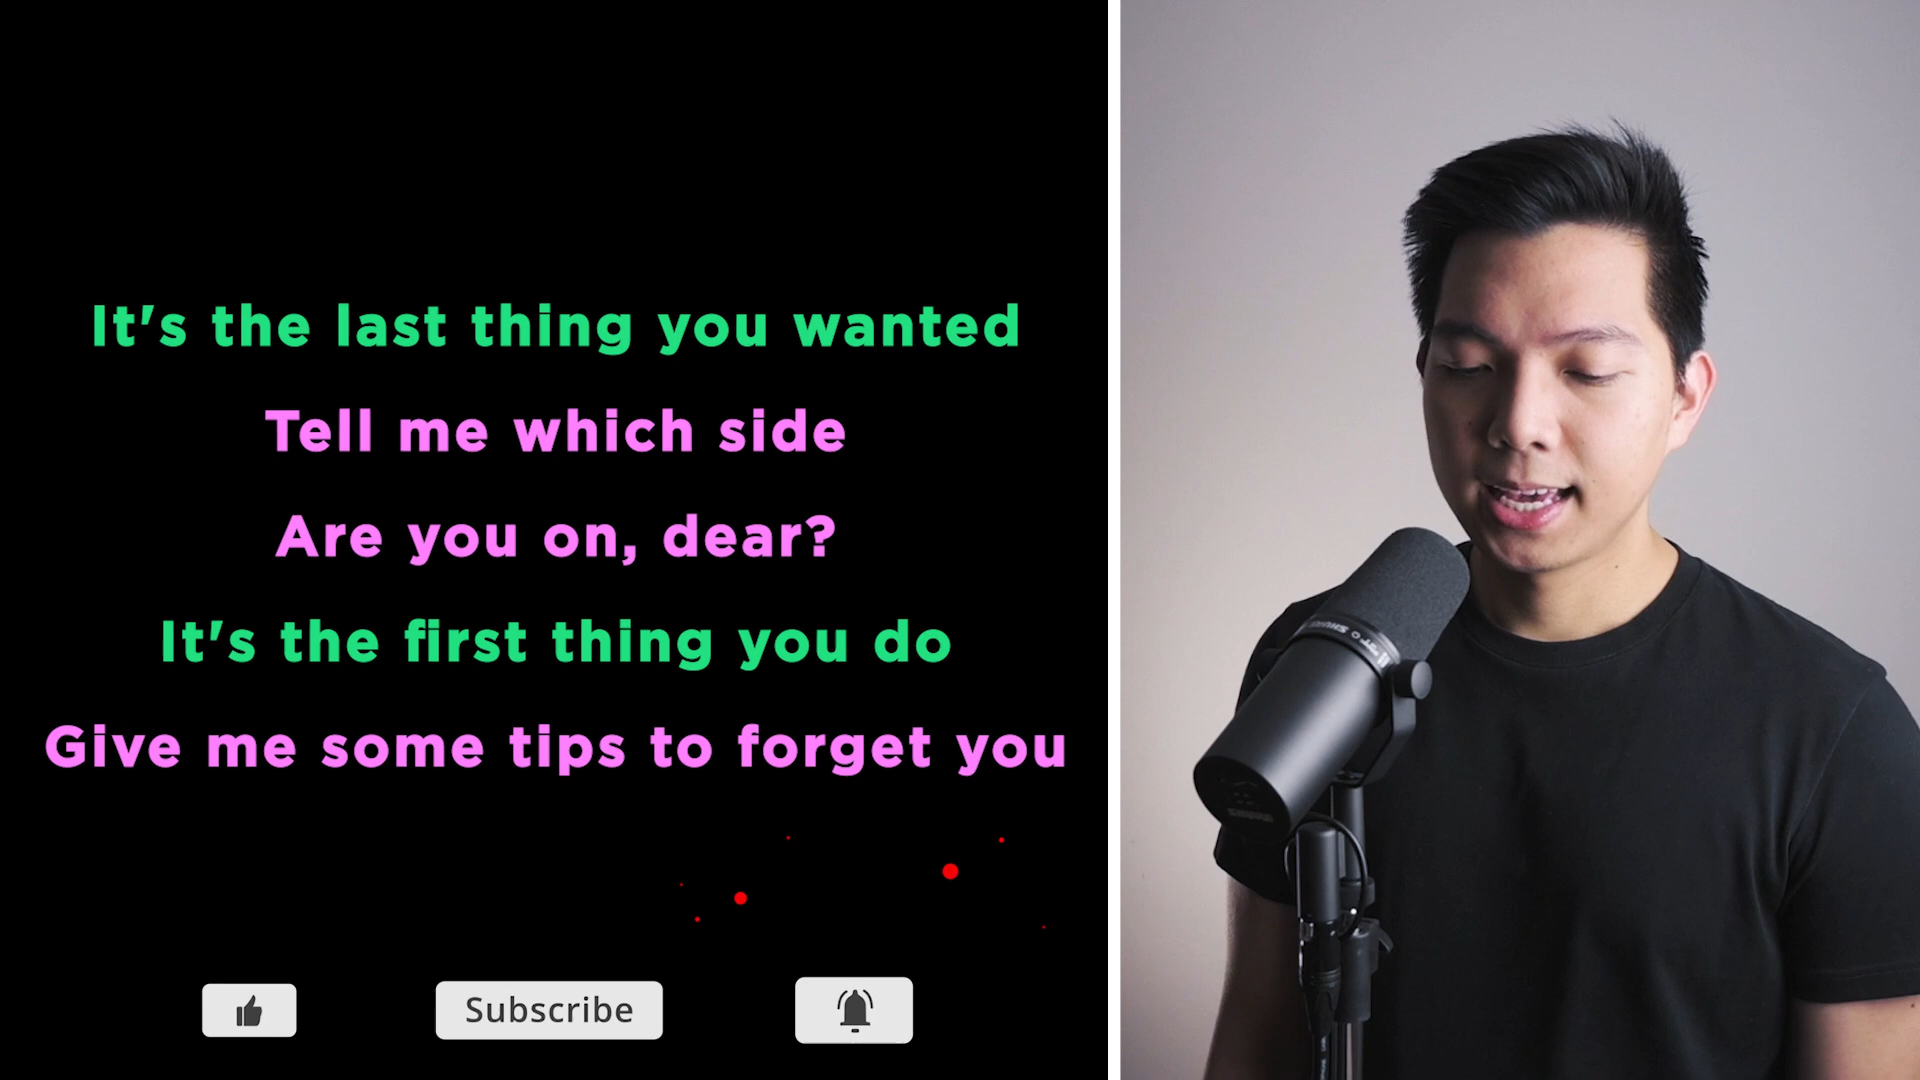 It's the last thing you wanted
Tell me which side
Are you on, dear?
It's the first thing you do
Give me some tips to forget you
Subscribe
SHURE